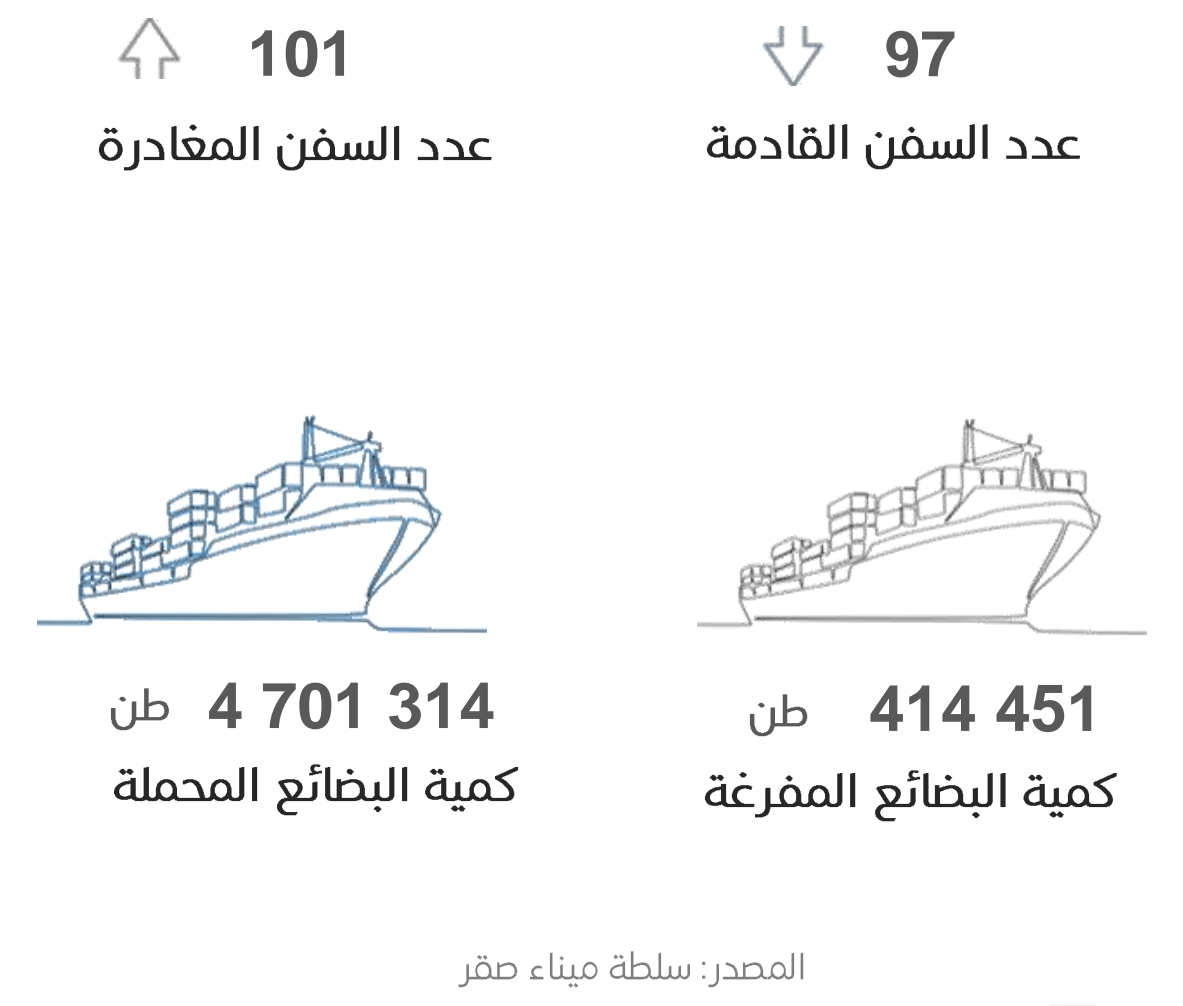 97
عدد السفن القادمة
101
عدد السفن المغادرة
414 451 طن
كمية البضائع المفرغة
4 701 314 طن
كمية البضائع المحملة
المصدر: سلطة ميناء صقر